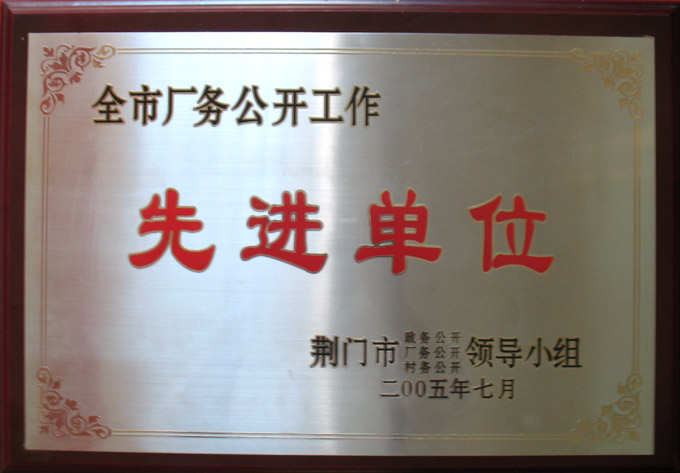 全市厂务公开工作
先进单位
政务公开
荆门市厂务公开领导小组
村务公开
二00五年七月